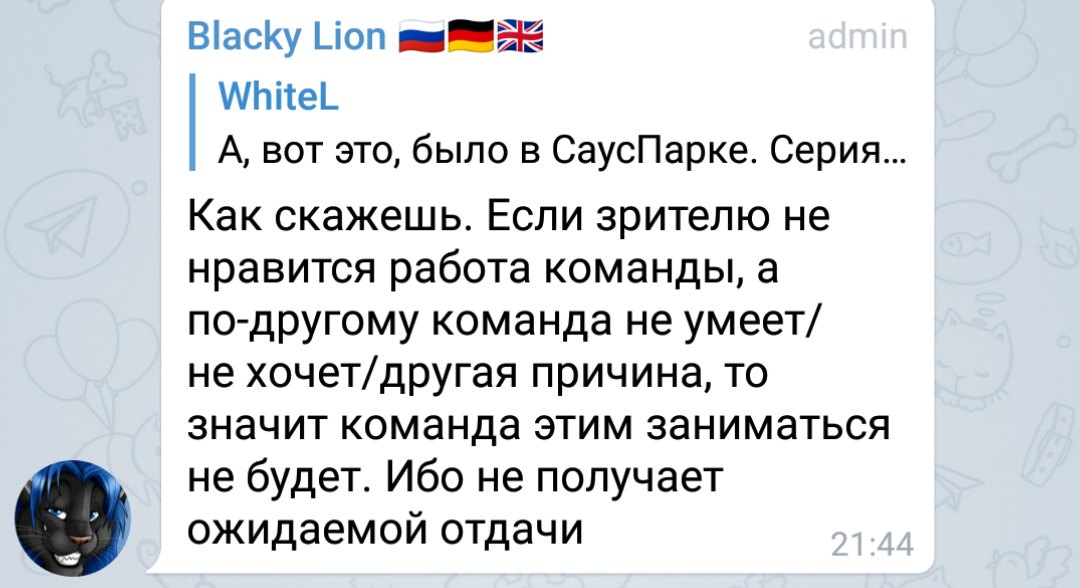 Blacky Lion 🇷🇺🇩🇪🇬🇧 admin
WhiteL
А, вот это, было в СаусПарке. Серия...
Как скажешь. Если зрителю не
нравится работа команды, а
по-другому команда не умеет/
не хочет/другая причина, то
значит команда этим заниматься
не будет. Ибо не получает
ожидаемой отдачи
21:44